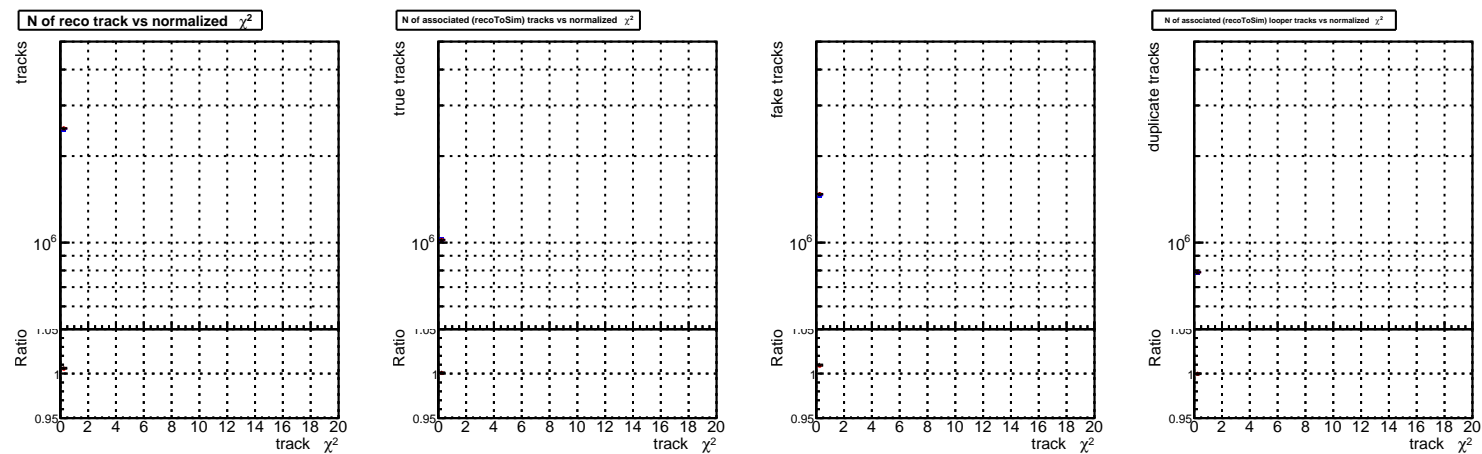 N of reco track vs normalized χ²
tracks
10⁶
1.05
Ratio
1
0.95
0 2 4 6 8 10 12 14 16 18 20
track χ²
N of associated (recoToSim) tracks vs normalized χ²
true tracks
10⁶
1.05
Ratio
1
0.95
0 2 4 6 8 10 12 14 16 18 20
track χ²
fake tracks
10⁶
1.05
Ratio
1
0.95
0 2 4 6 8 10 12 14 16 18 20
track χ²
N of associated (recoToSim) looper tracks vs normalized χ²
duplicate tracks
10⁶
1.05
Ratio
1
0.95
0 2 4 6 8 10 12 14 16 18 20
track χ²